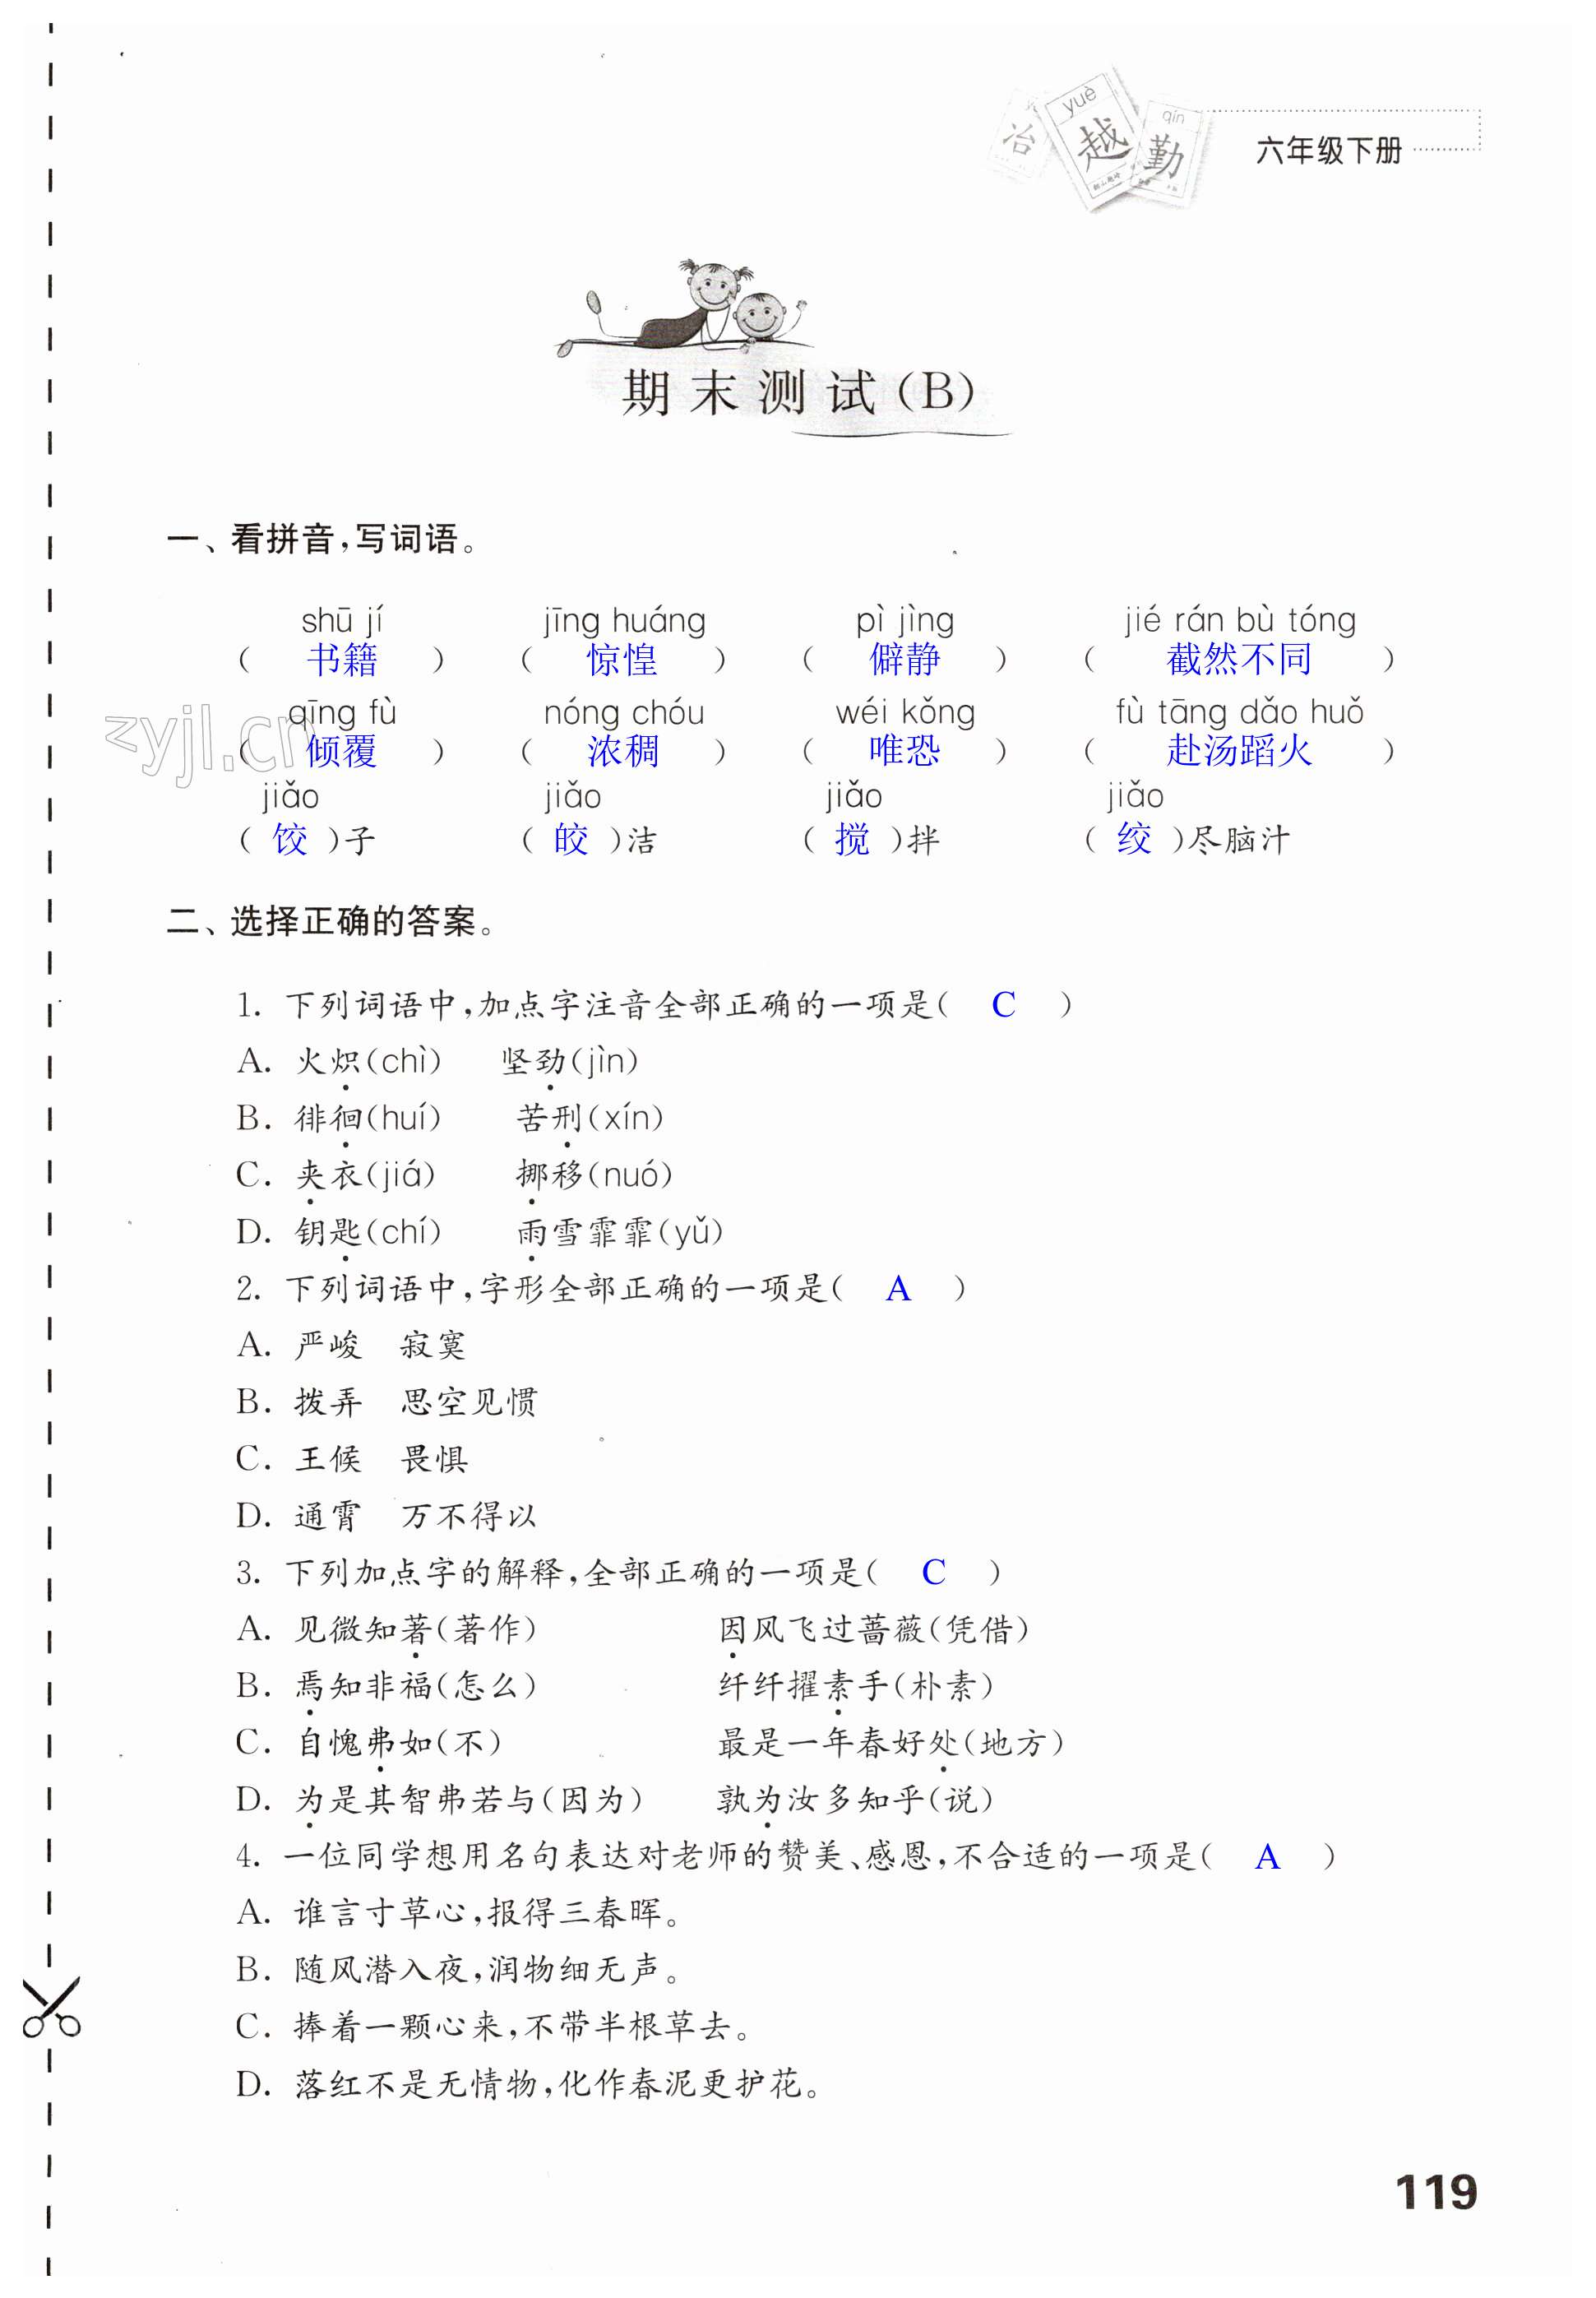 冶 yuè 越 qín 勤
六年级下册
期末测试(B)
一、看拼音,写词语。
shū jí jīng huáng pì jìng jié rán bù tóng
( 书籍 ) ( 惊惶 ) ( 僻静 ) ( 截然不同 )
qīng fù nóng chóu wéi kǒng fù tāng dǎo huǒ
( 倾覆 ) ( 浓稠 ) ( 唯恐 ) ( 赴汤蹈火 )
zyjl.cn
jiǎo jiǎo jiǎo jiǎo
( 饺 )子 ( 皎 )洁 ( 搅 )拌 ( 绞 )尽脑汁
二、选择正确的答案。
1. 下列词语中,加点字注音全部正确的一项是( C )
A. 火炽(chì) 坚劲(jìn)
B. 徘徊(huí) 苦刑(xín)
C. 夹衣(jiá) 挪移(nuó)
D. 钥匙(chí) 雨雪霏霏(yǔ)
2. 下列词语中,字形全部正确的一项是( A )
A. 严峻 寂寞
B. 拨弄 思空见惯
C. 王候 畏惧
D. 通霄 万不得以
3. 下列加点字的解释,全部正确的一项是( C )
A. 见微知著(著作) 因风飞过蔷薇(凭借)
B. 焉知非福(怎么) 纤纤擢素手(朴素)
C. 自愧弗如(不) 最是一年春好处(地方)
D. 为是其智弗若与(因为) 孰为汝多知乎(说)
4. 一位同学想用名句表达对老师的赞美、感恩,不合适的一项是( A )
A. 谁言寸草心,报得三春晖。
B. 随风潜入夜,润物细无声。
C. 捧着一颗心来,不带半根草去。
D. 落红不是无情物,化作春泥更护花。
119